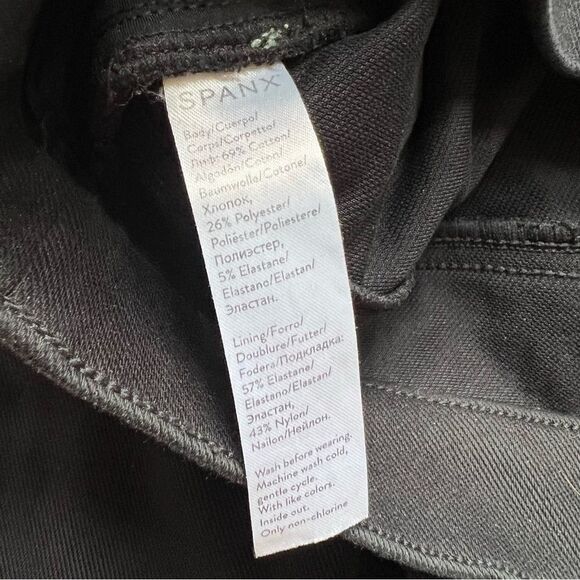 SPANX
Body/Cuerpo/
Corps/Corpetto/
Лиф: 69% Cotton/
Algodón/Coton/
Baumwolle/Cotone/
Хлопок,
26% Polyester/
Poliéster/Poliestere/
Полиэстер,
5% Elastane/
Elastano/Elastan/
Эластан.
Lining/Forro/
Doublure/Futter/
Fodera/Подкладка:
57% Elastane/
Elastano/Elastan/
Эластан,
43% Nylon/
Nailon/Нейлон.
Wash before wearing.
Machine wash cold,
gentle cycle.
With like colors.
Inside out.
Only non-chlorine